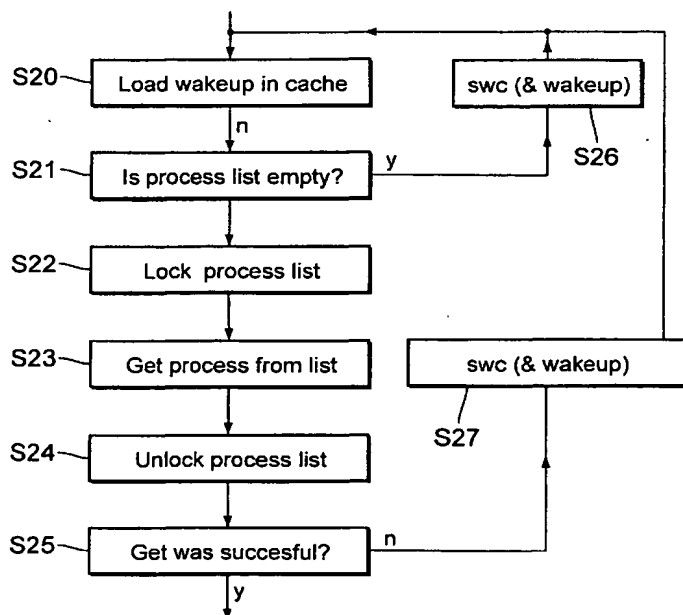 S20
Load wakeup in cache
swc (& wakeup)
n
S26
S21
Is process list empty?
y
S22
Lock process list
S23
Get process from list
swc (& wakeup)
S27
S24
Unlock process list
S25
Get was succesful?
n
y